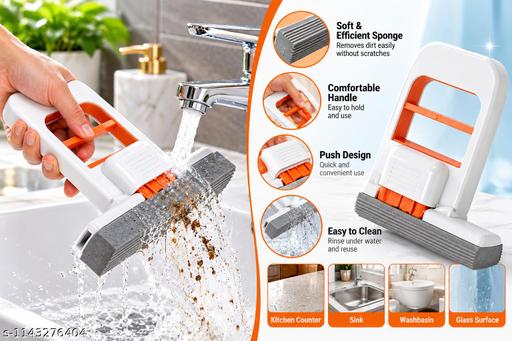 Soft &
Efficient Sponge
Removes dirt easily
without scratches
Comfortable
Handle
Easy to hold
and use
Push Design
Quick and
convenient use
Easy to Clean
Rinse under water
and reuse
Kitchen Counter
Sink
Washbasin
Glass Surface
s-1143276404